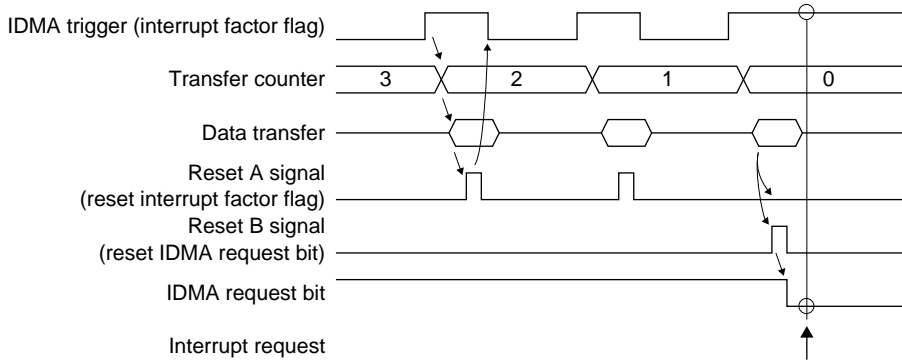 IDMA trigger (interrupt factor flag)
Transfer counter
3 2 1 0
Data transfer
Reset A signal
(reset interrupt factor flag)
Reset B signal
(reset IDMA request bit)
IDMA request bit
Interrupt request